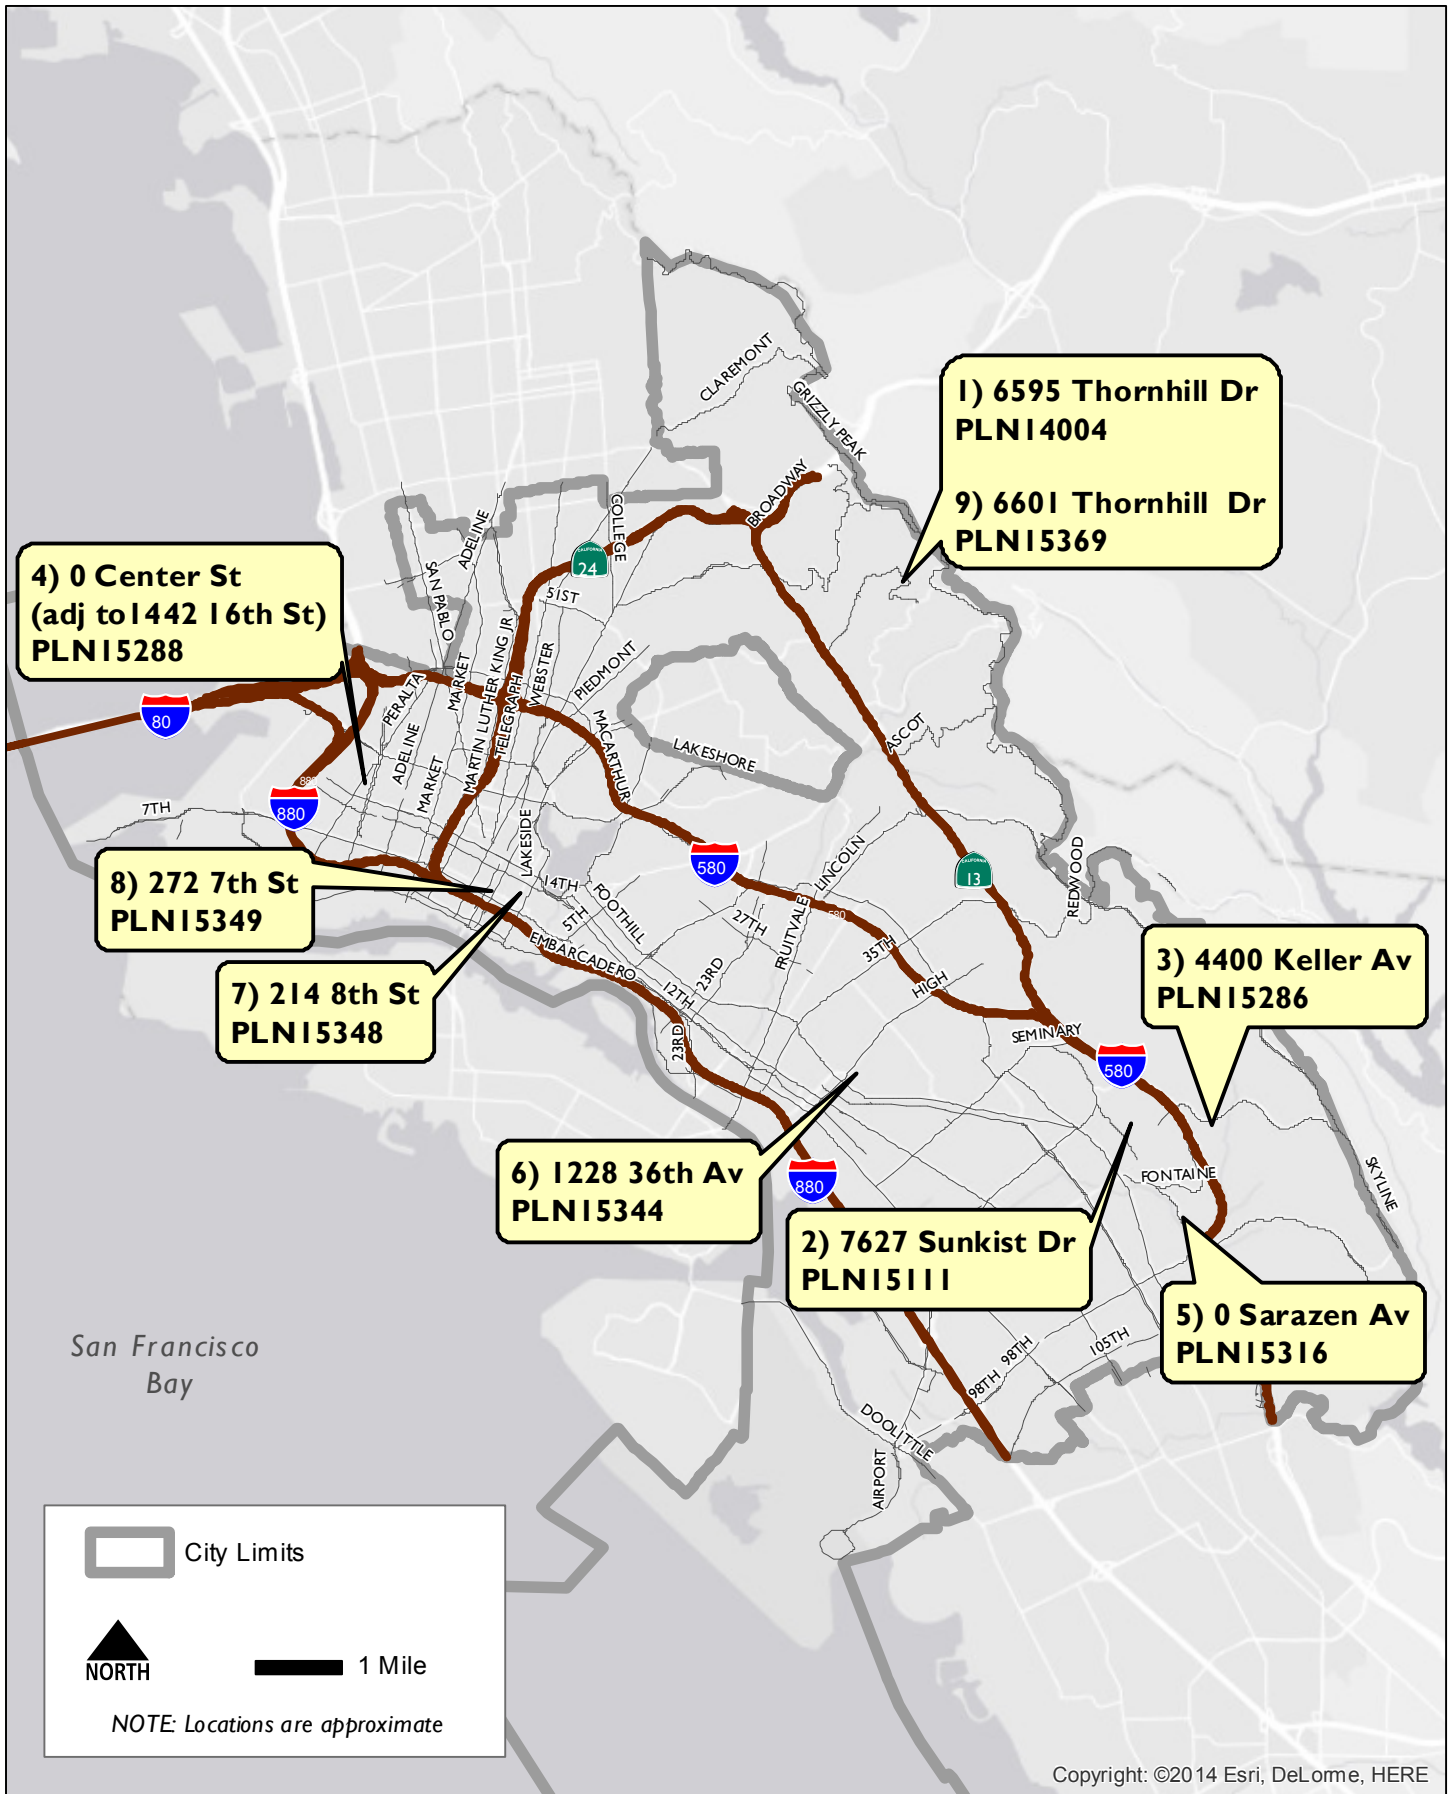 CLAREMONT
GRIZZLY PEAK
1) 6595 Thornhill Dr
PLN14004
9) 6601 Thornhill Dr
PLN15369
BROADWAY
COLLEGE
ADELINE
SAN PABLO
CALIFORNIA
24
51ST
4) 0 Center St
(adj to1442 16th St)
PLN15288
MARTIN LUTHER KING JR
WEBSTER
PIEDMONT
MARKET
TELEGRAPH
PERALTA
80
MACARTHUR
LAKESHORE
ASCOT
ADELINE
MARKET
880
880
7TH
LAKESIDE
580
LINCOLN
REDWOOD
CALIFORNIA
13
8) 272 7th St
PLN15349
14TH
FOOTHILL
5TH
27TH
FRUITVALE
580
35TH
EMBARCADERO
23RD
12TH
HIGH
3) 4400 Keller Av
PLN15286
7) 214 8th St
PLN15348
23RD
SEMINARY
580
6) 1228 36th Av
PLN15344
880
FONTAINE
SKYLINE
2) 7627 Sunkist Dr
PLN15111
5) 0 Sarazen Av
PLN15316
San Francisco
Bay
98TH
105TH
98TH
DOOLITTLE
AIRPORT
City Limits
NORTH
1 Mile
NOTE: Locations are approximate
Copyright: ©2014 Esri, DeLorme, HERE